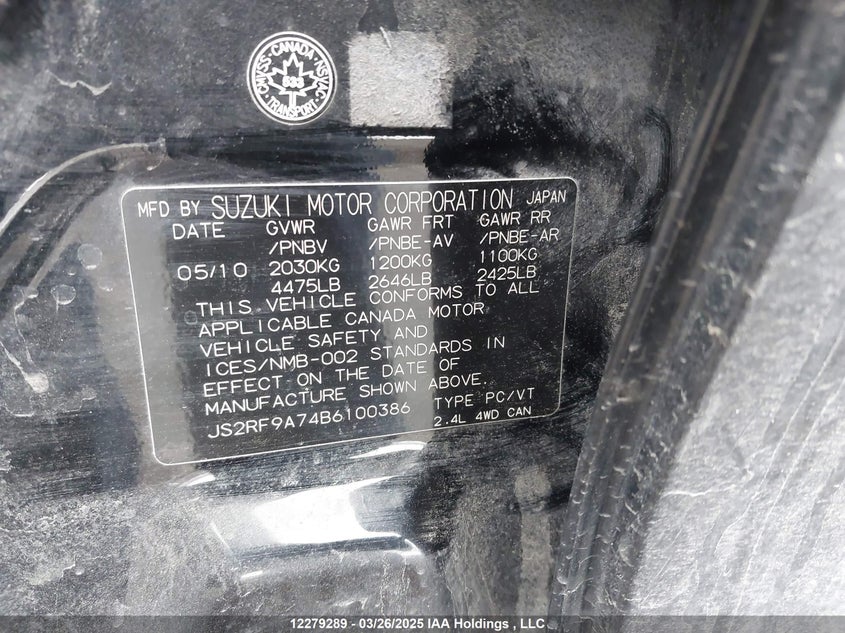 CMVSS · CANADA · NSVAC
533
TRANSPORT
MFD BY SUZUKI MOTOR CORPORATION JAPAN
DATE GVWR GAWR FRT GAWR RR
/PNBV /PNBE-AV /PNBE-AR
05/10 2030KG 1200KG 1100KG
4475LB 2646LB 2425LB
THIS VEHICLE CONFORMS TO ALL
APPLICABLE CANADA MOTOR
VEHICLE SAFETY AND
ICES/NMB-002 STANDARDS IN
EFFECT ON THE DATE OF
MANUFACTURE SHOWN ABOVE.
JS2RF9A74B6100386 TYPE PC/VT
2.4L 4WD CAN
12279289 - 03/26/2025 IAA Holdings , LLC